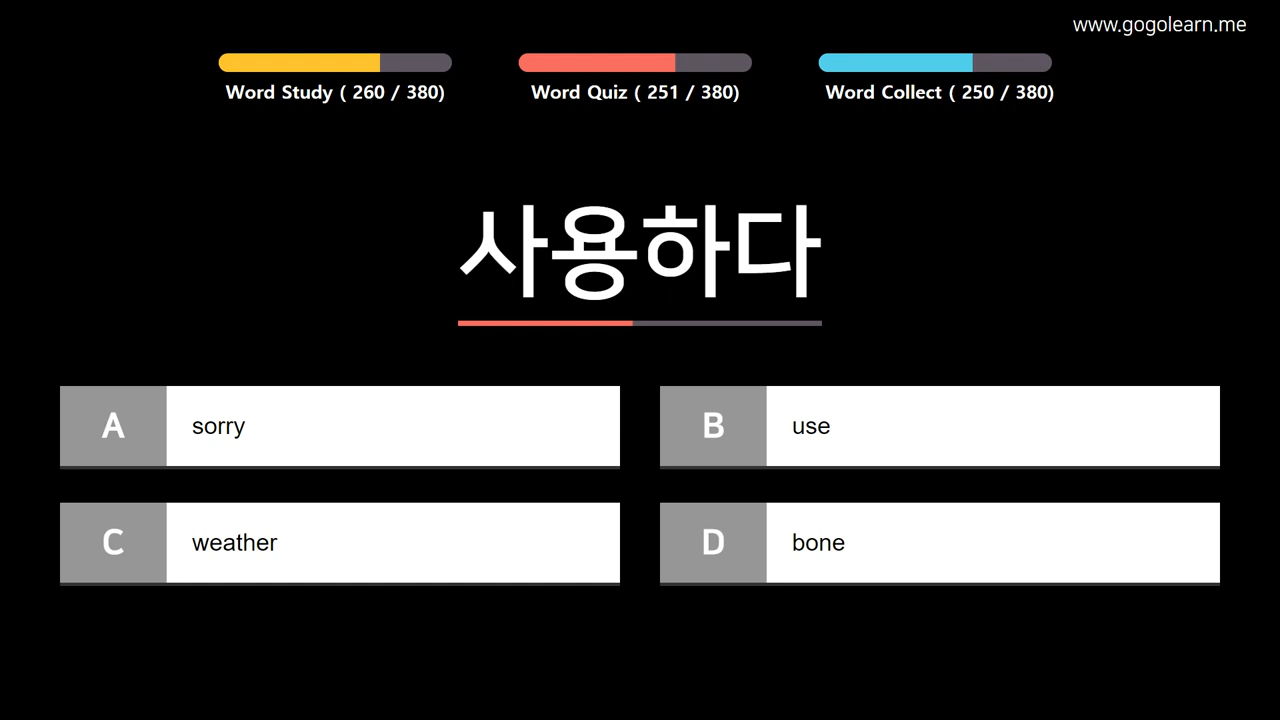 www.gogolearn.me
Word Study ( 260 / 380)
Word Quiz ( 251 / 380)
Word Collect ( 250 / 380)
사용하다
A sorry
B use
C weather
D bone